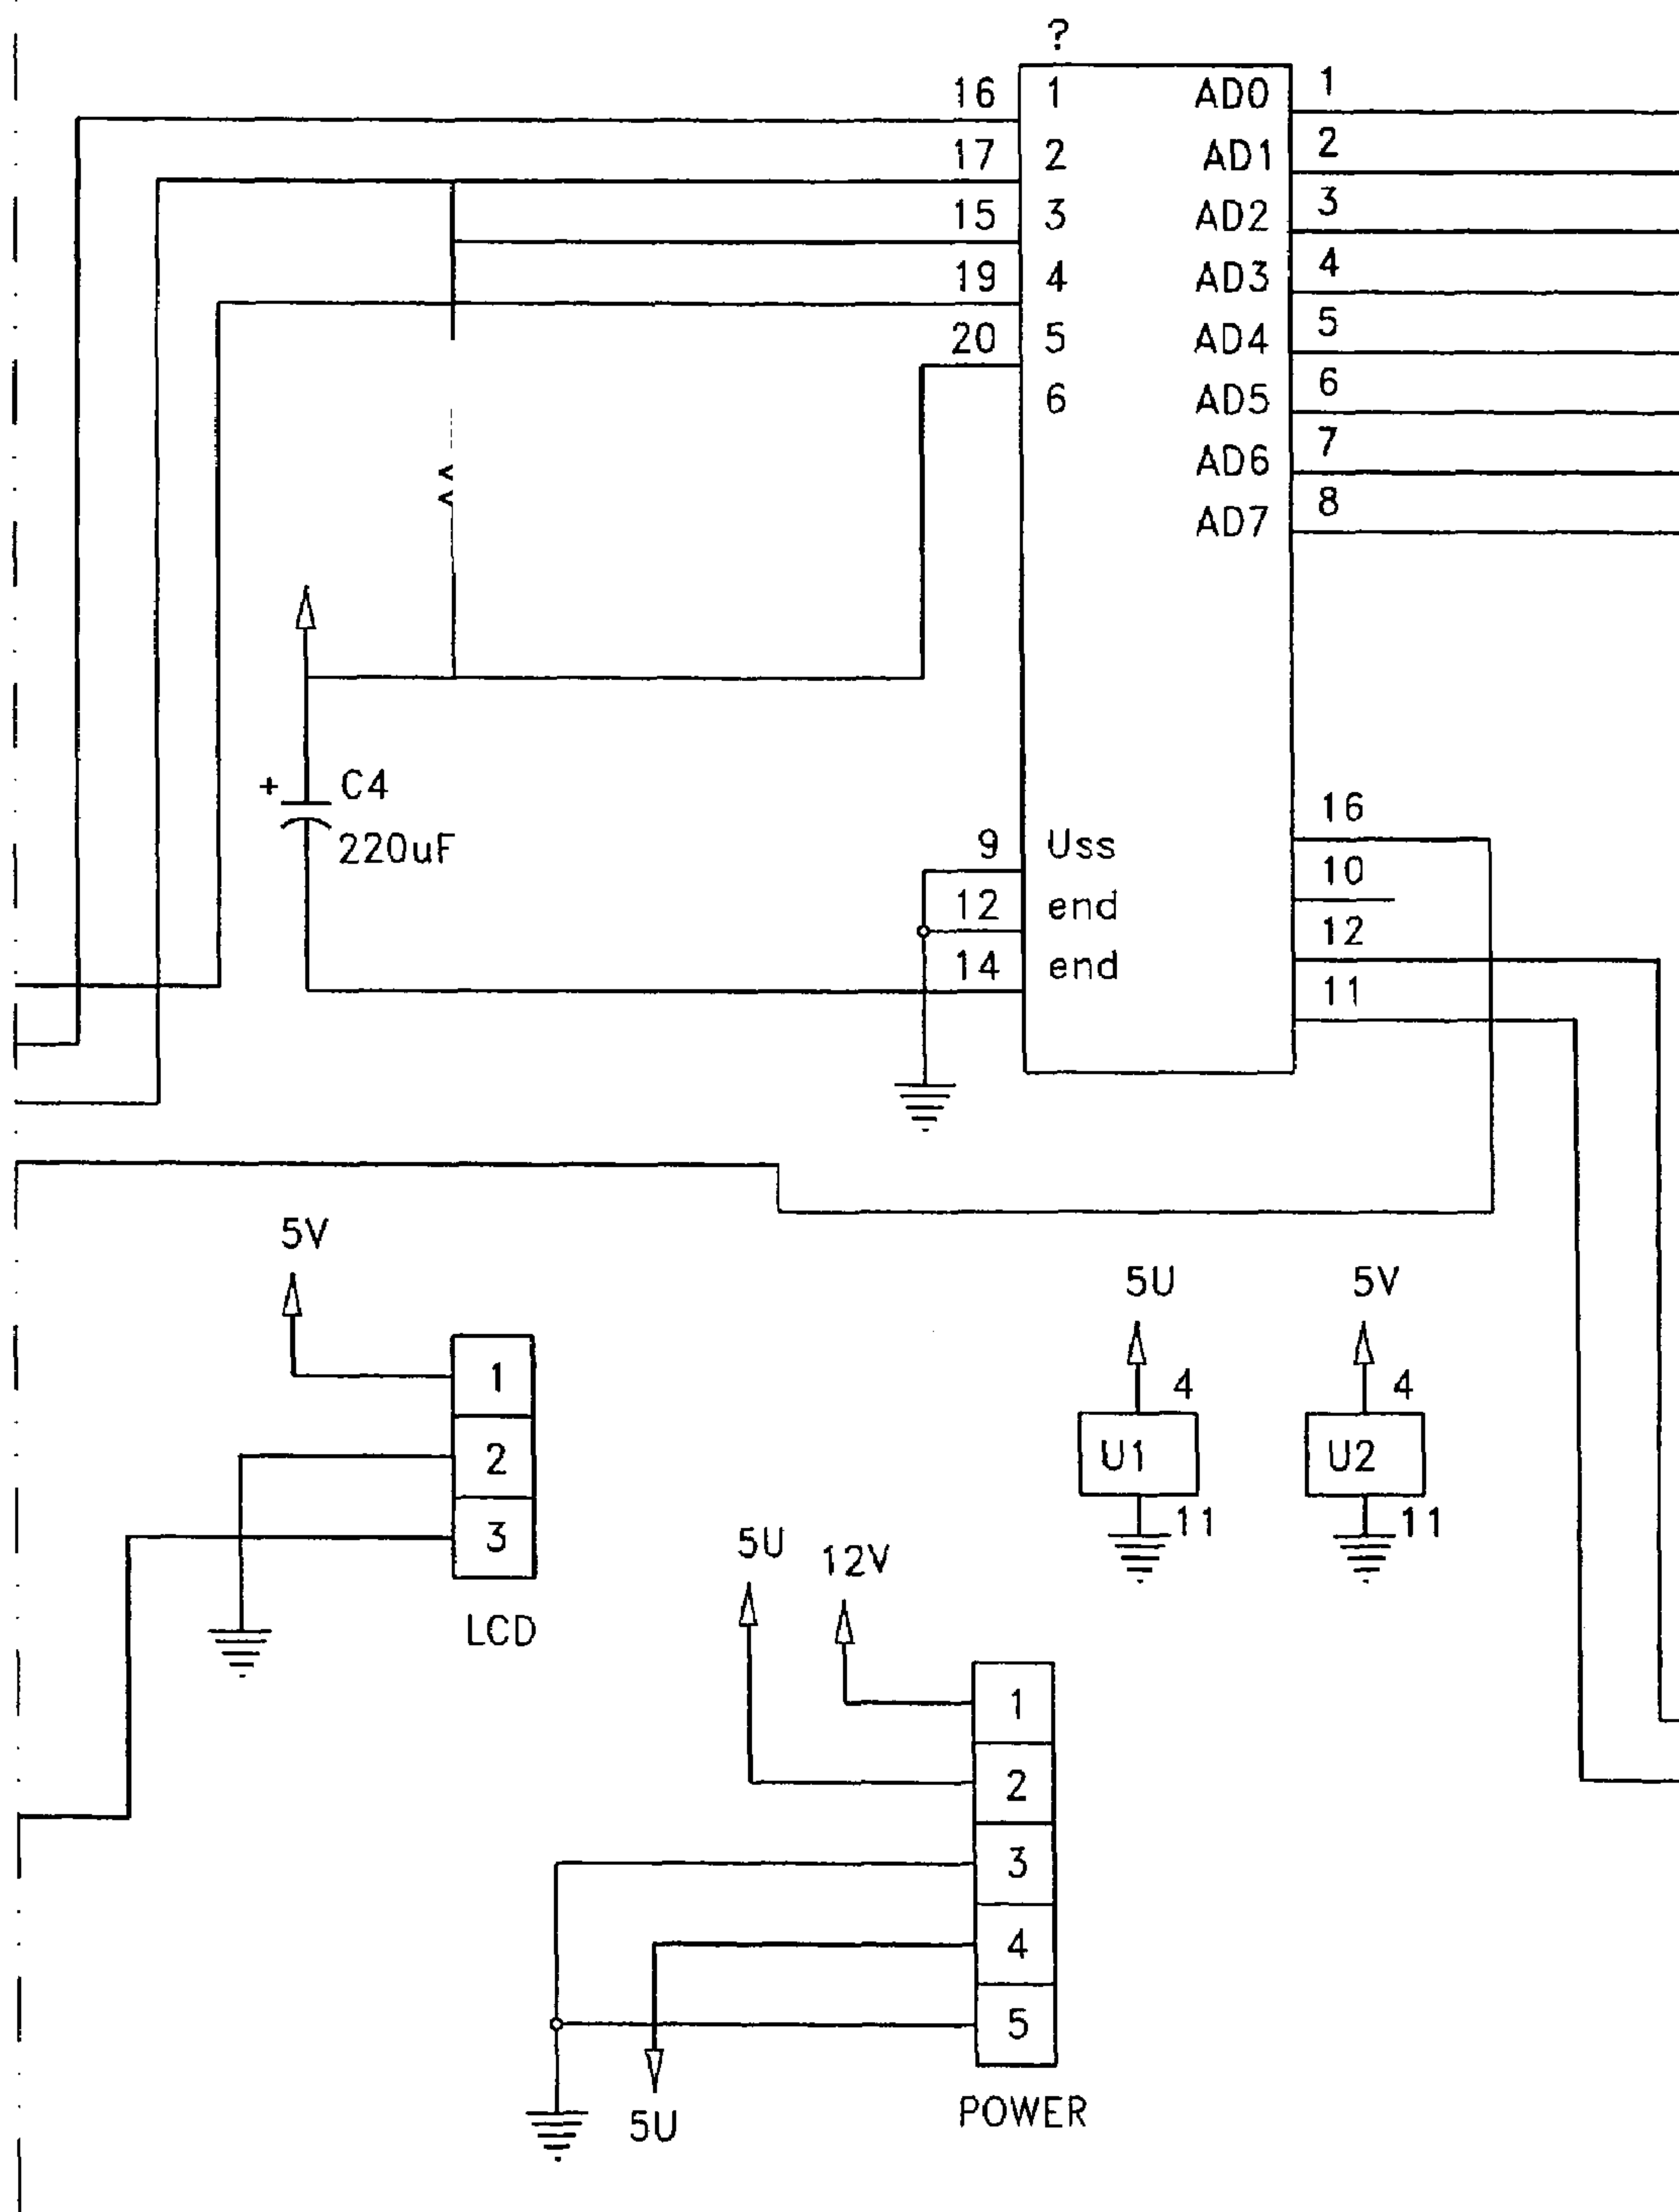 ?
16 1 AD0 1
17 2 AD1 2
15 3 AD2 3
19 4 AD3 4
20 5 AD4 5
6 AD5 6
AD6 7
AD7 8
+ C4
220uF
16
9 Uss
10
12 end
12
14 end
11
5V
5U 5V
1
4 4
2
U1 U2
3
11 11
5U 12V
LCD
1
2
3
4
5
POWER
5U